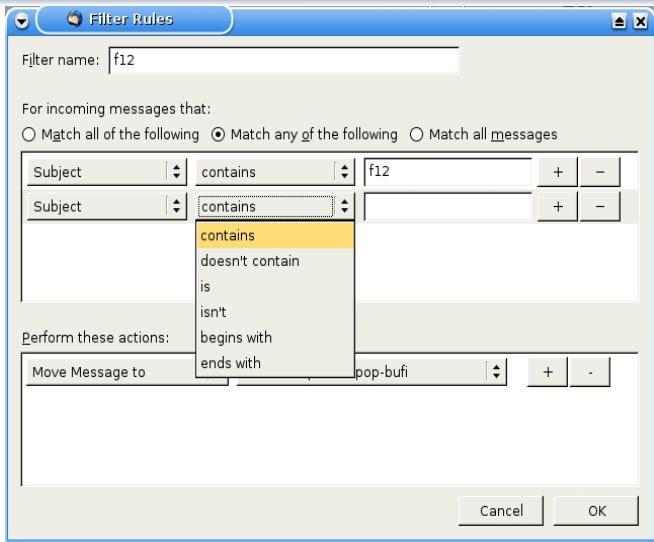 Filter Rules
Filter name: f12
For incoming messages that:
Match all of the following Match any of the following Match all messages
Subject contains f12 + −
Subject contains + −
contains
doesn't contain
is
isn't
begins with
ends with
Perform these actions:
Move Message to pop-bufi + -
Cancel OK